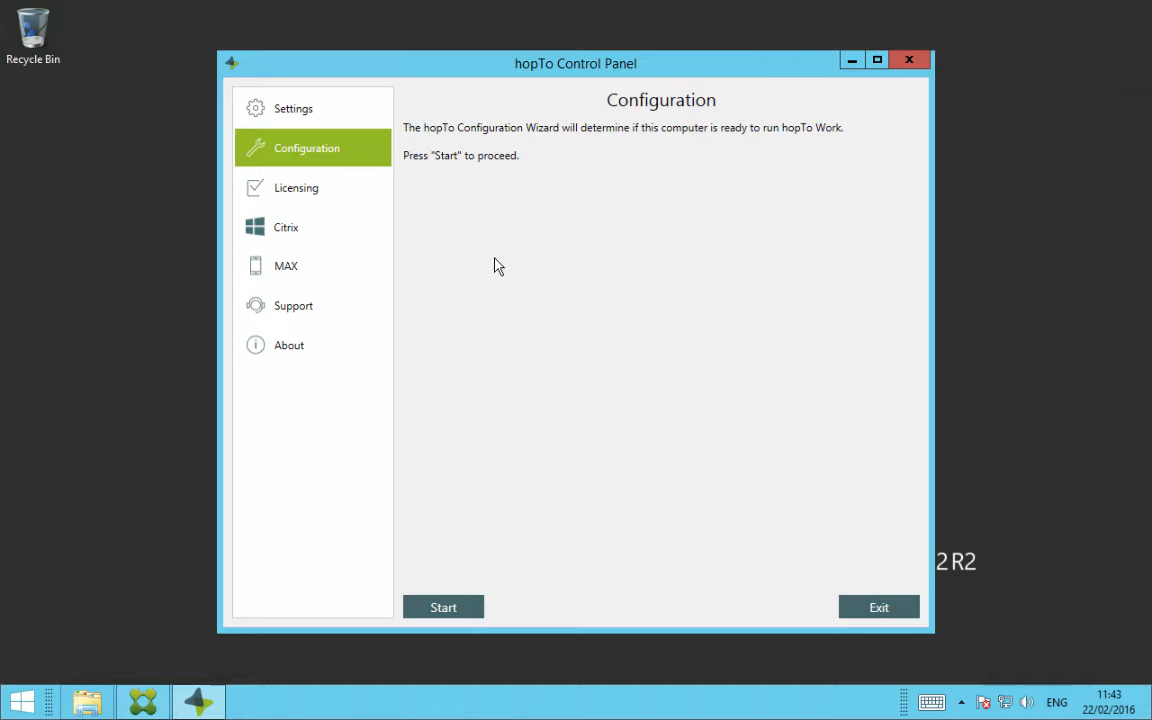 Recycle Bin
hopTo Control Panel
Settings
Configuration
Licensing
Citrix
MAX
Support
About
Configuration
The hopTo Configuration Wizard will determine if this computer is ready to run hopTo Work.
Press "Start" to proceed.
Start
Exit
2 R2
ENG
11:43
22/02/2016